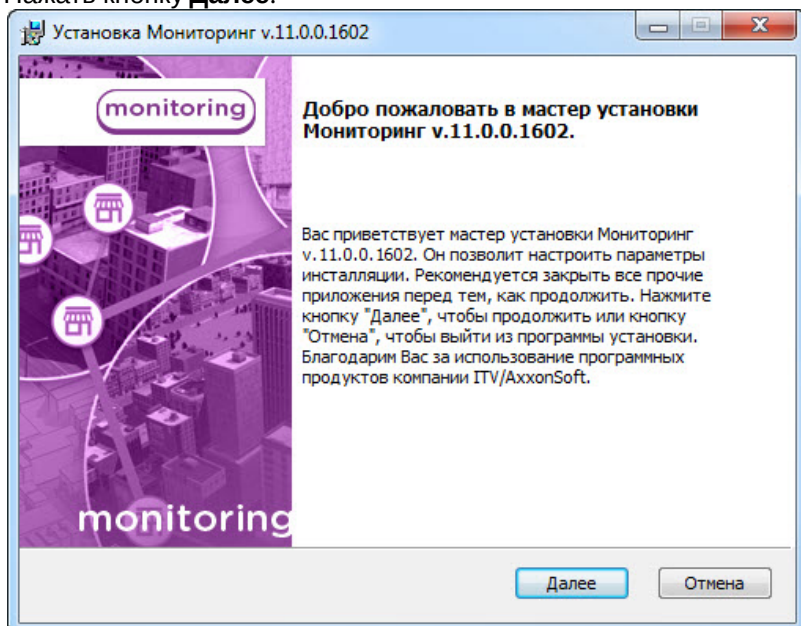 Нажать кнопку Далее.
Установка Мониторинг v.11.0.0.1602
monitoring
Добро пожаловать в мастер установки
Мониторинг v.11.0.0.1602.
Вас приветствует мастер установки Мониторинг
v.11.0.0.1602. Он позволит настроить параметры
инсталляции. Рекомендуется закрыть все прочие
приложения перед тем, как продолжить. Нажмите
кнопку "Далее", чтобы продолжить или кнопку
"Отмена", чтобы выйти из программы установки.
Благодарим Вас за использование программных
продуктов компании ITV/AxxonSoft.
monitoring
Далее
Отмена